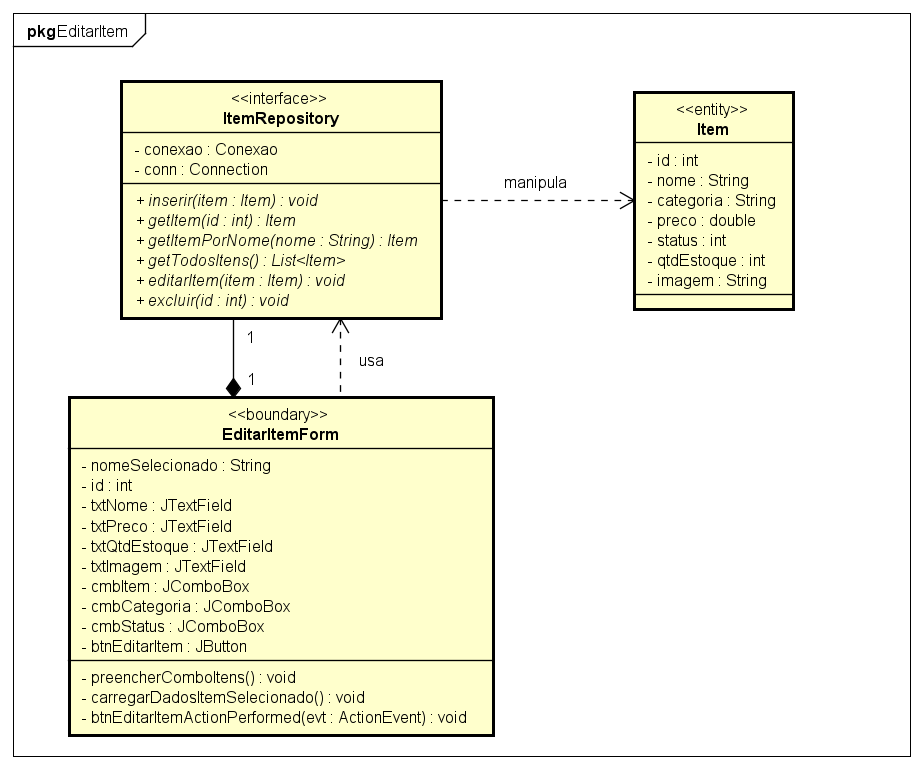 pkgEditarItem
<<interface>>
ItemRepository
- conexao : Conexao
- conn : Connection
+ inserir(item : Item) : void
+ getItem(id : int) : Item
+ getItemPorNome(nome : String) : Item
+ getTodosItens() : List<Item>
+ editarItem(item : Item) : void
+ excluir(id : int) : void
manipula
<<entity>>
Item
- id : int
- nome : String
- categoria : String
- preco : double
- status : int
- qtdEstoque : int
- imagem : String
1
usa
1
<<boundary>>
EditarItemForm
- nomeSelecionado : String
- id : int
- txtNome : JTextField
- txtPreco : JTextField
- txtQtdEstoque : JTextField
- txtImagem : JTextField
- cmbItem : JComboBox
- cmbCategoria : JComboBox
- cmbStatus : JComboBox
- btnEditarItem : JButton
- preencherComboItens() : void
- carregarDadosItemSelecionado() : void
- btnEditarItemActionPerformed(evt : ActionEvent) : void